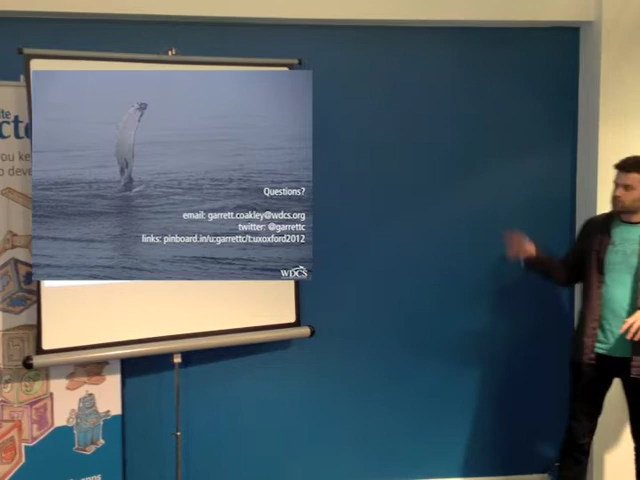 Questions?
email: garrett.coakley@wdcs.org
twitter: @garrettc
links: pinboard.in/u:garrettc/t:uxoxford2012
WDCS